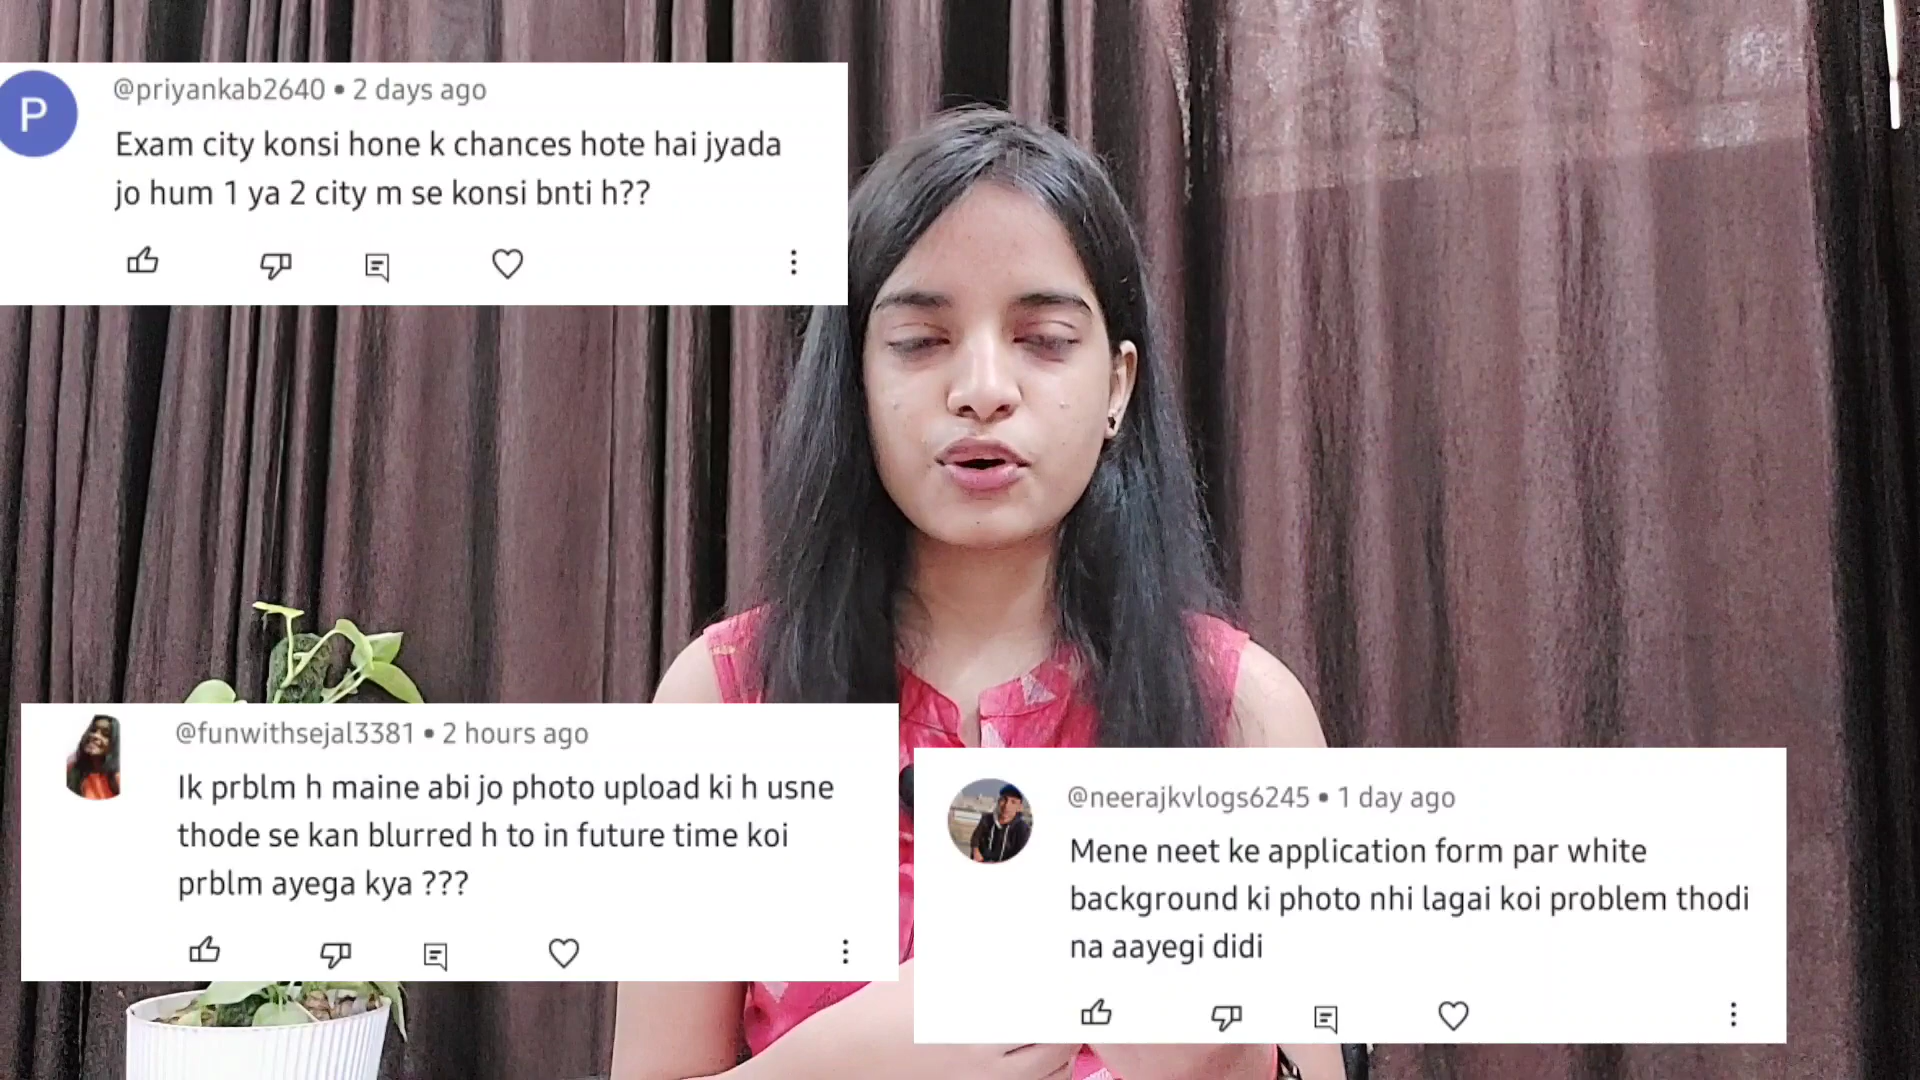 P
@priyankab2640 • 2 days ago
Exam city konsi hone k chances hote hai jyada
jo hum 1 ya 2 city m se konsi bnti h??
@funwithsejal3381 • 2 hours ago
Ik prblm h maine abi jo photo upload ki h usne
thode se kan blurred h to in future time koi
prblm ayega kya ???
@neerajkvlogs6245 • 1 day ago
Mene neet ke application form par white
background ki photo nhi lagai koi problem thodi
na aayegi didi